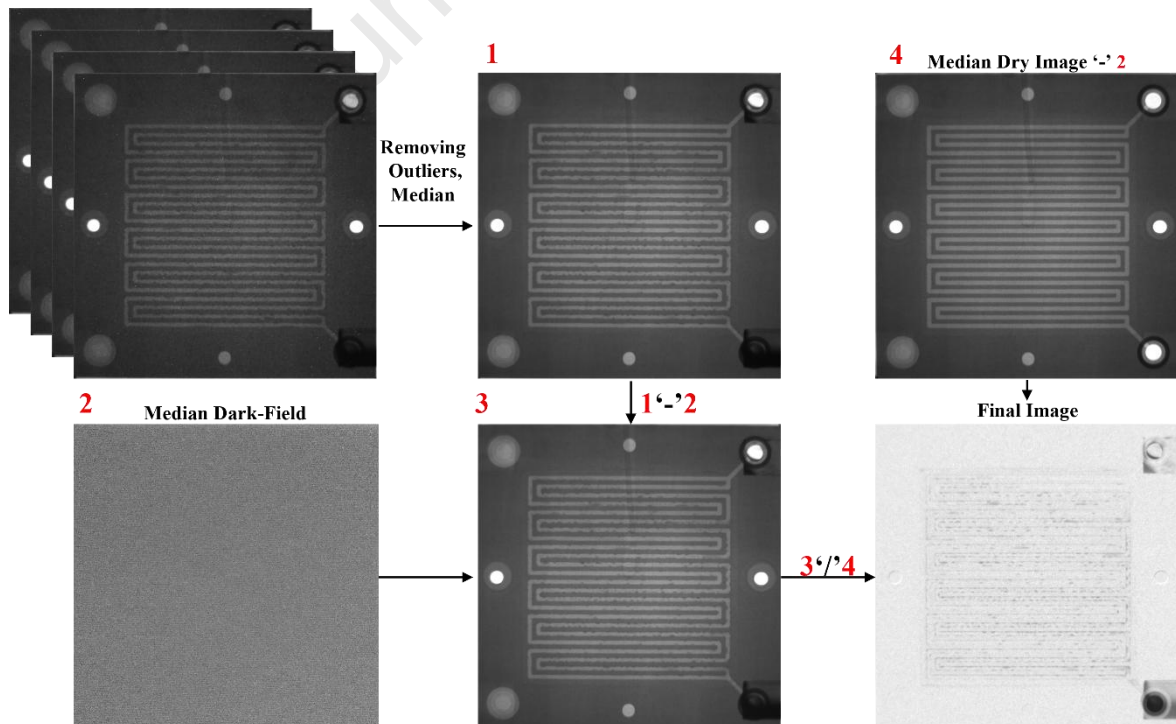 1
4
Median Dry Image ‘-’ 2
Removing
Outliers,
Median
2
Median Dark-Field
3
1‘-’2
Final Image
3‘/’4